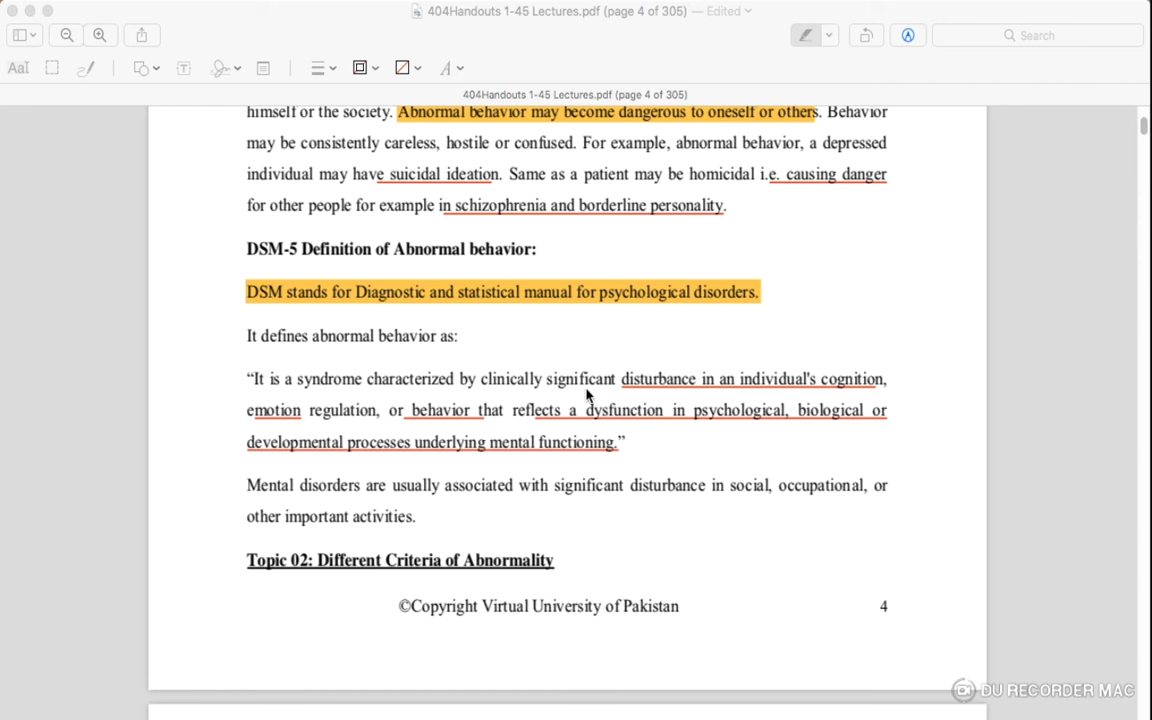 404Handouts 1-45 Lectures.pdf (page 4 of 305) — Edited
Search
AaI T A
404Handouts 1-45 Lectures.pdf (page 4 of 305)
himself or the society. Abnormal behavior may become dangerous to oneself or others. Behavior
may be consistently careless, hostile or confused. For example, abnormal behavior, a depressed
individual may have suicidal ideation. Same as a patient may be homicidal i.e. causing danger
for other people for example in schizophrenia and borderline personality.
DSM-5 Definition of Abnormal behavior:
DSM stands for Diagnostic and statistical manual for psychological disorders.
It defines abnormal behavior as:
“It is a syndrome characterized by clinically significant disturbance in an individual's cognition,
emotion regulation, or behavior that reflects a dysfunction in psychological, biological or
developmental processes underlying mental functioning.”
Mental disorders are usually associated with significant disturbance in social, occupational, or
other important activities.
Topic 02: Different Criteria of Abnormality
©Copyright Virtual University of Pakistan 4
DU RECORDER MAC